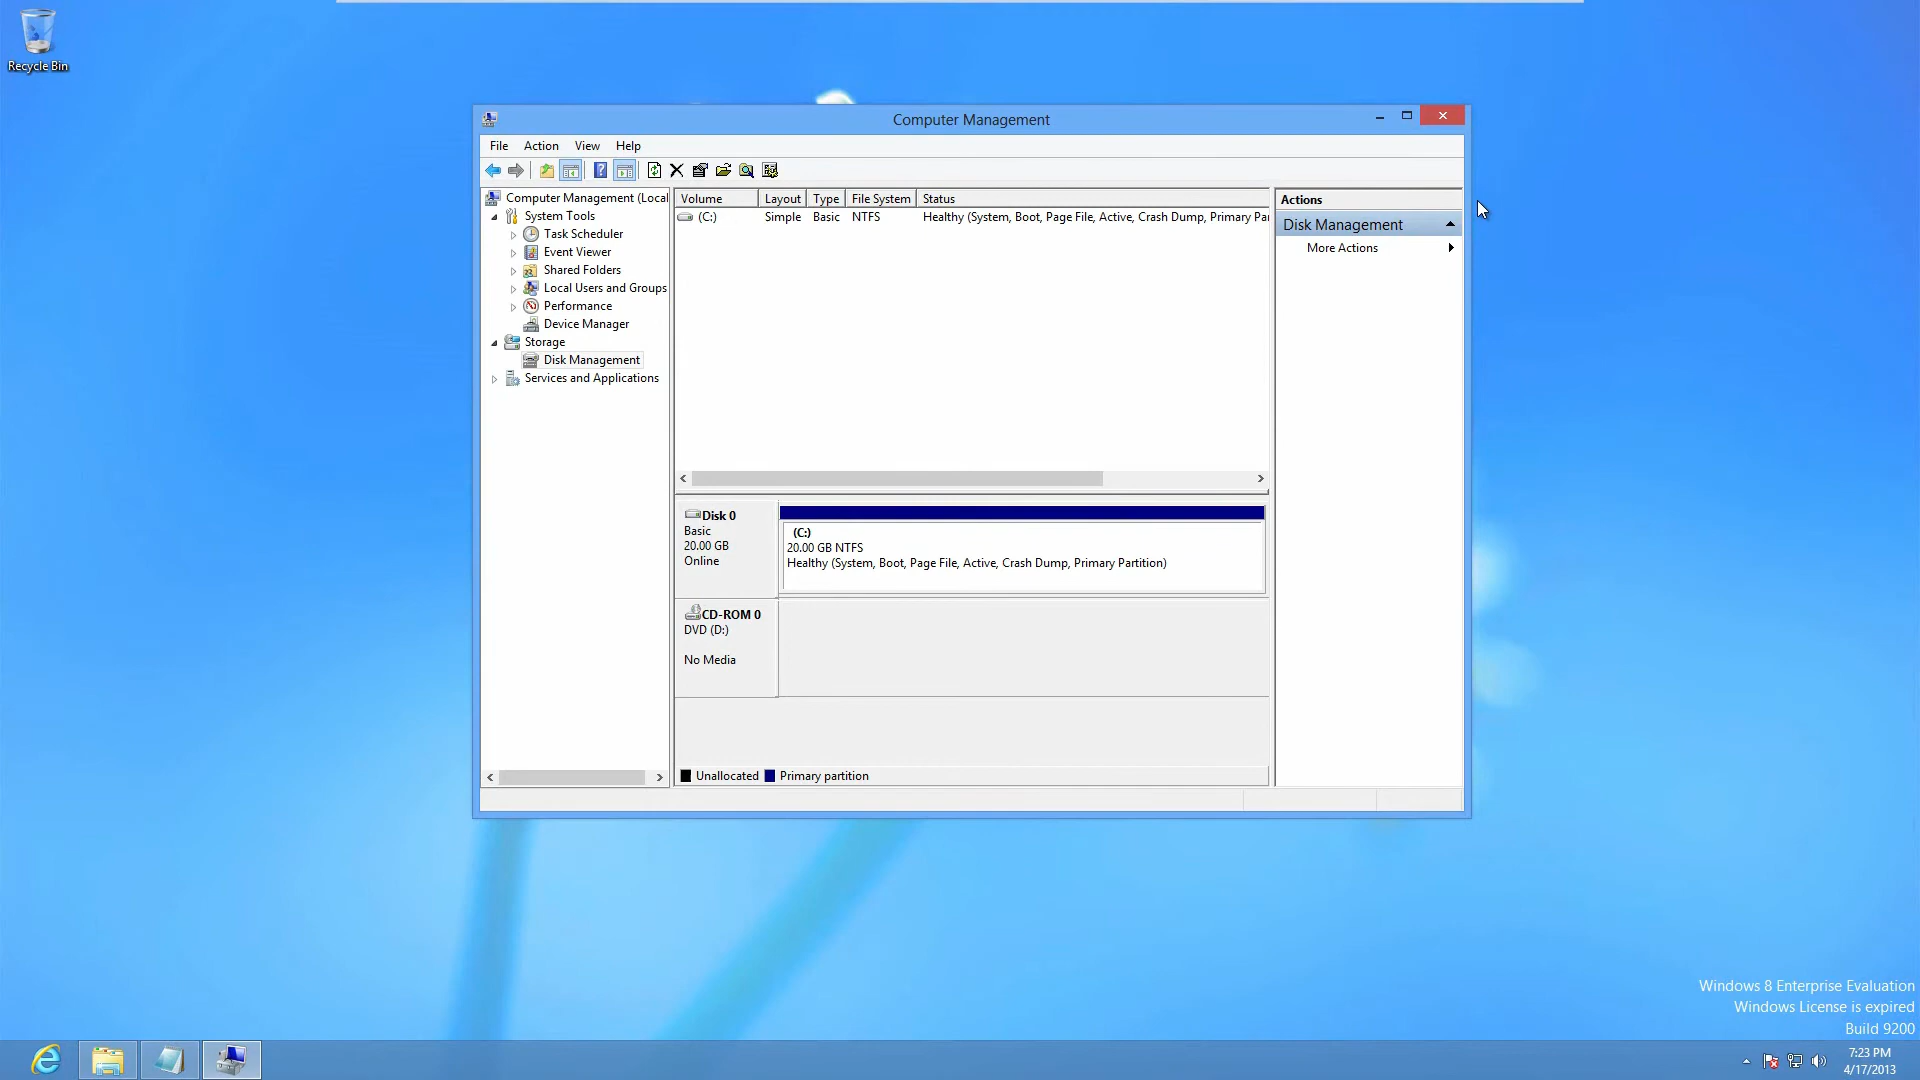 Recycle Bin
Computer Management
File Action View Help
Computer Management (Local
System Tools
Task Scheduler
Event Viewer
Shared Folders
Local Users and Groups
Performance
Device Manager
Storage
Disk Management
Services and Applications
Volume Layout Type File System Status
(C:) Simple Basic NTFS Healthy (System, Boot, Page File, Active, Crash Dump, Primary Pa
Disk 0
Basic
20.00 GB
Online
(C:)
20.00 GB NTFS
Healthy (System, Boot, Page File, Active, Crash Dump, Primary Partition)
CD-ROM 0
DVD (D:)
No Media
Unallocated Primary partition
Actions
Disk Management
More Actions
Windows 8 Enterprise Evaluation
Windows License is expired
Build 9200
7:23 PM
4/17/2013